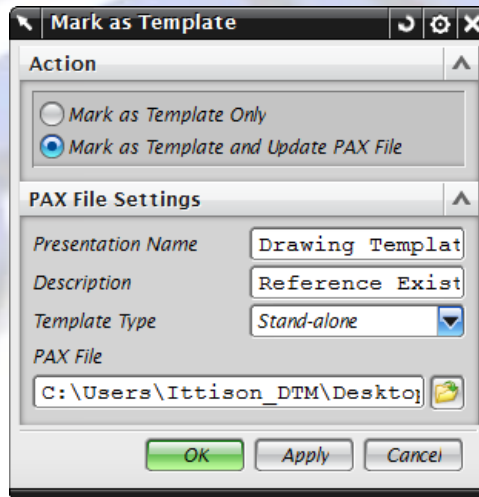 Mark as Template
Action
Mark as Template Only
Mark as Template and Update PAX File
PAX File Settings
Presentation Name Drawing Templat
Description Reference Exist
Template Type Stand-alone
PAX File
C:\Users\Ittison_DTM\Desktop
OK Apply Cancel